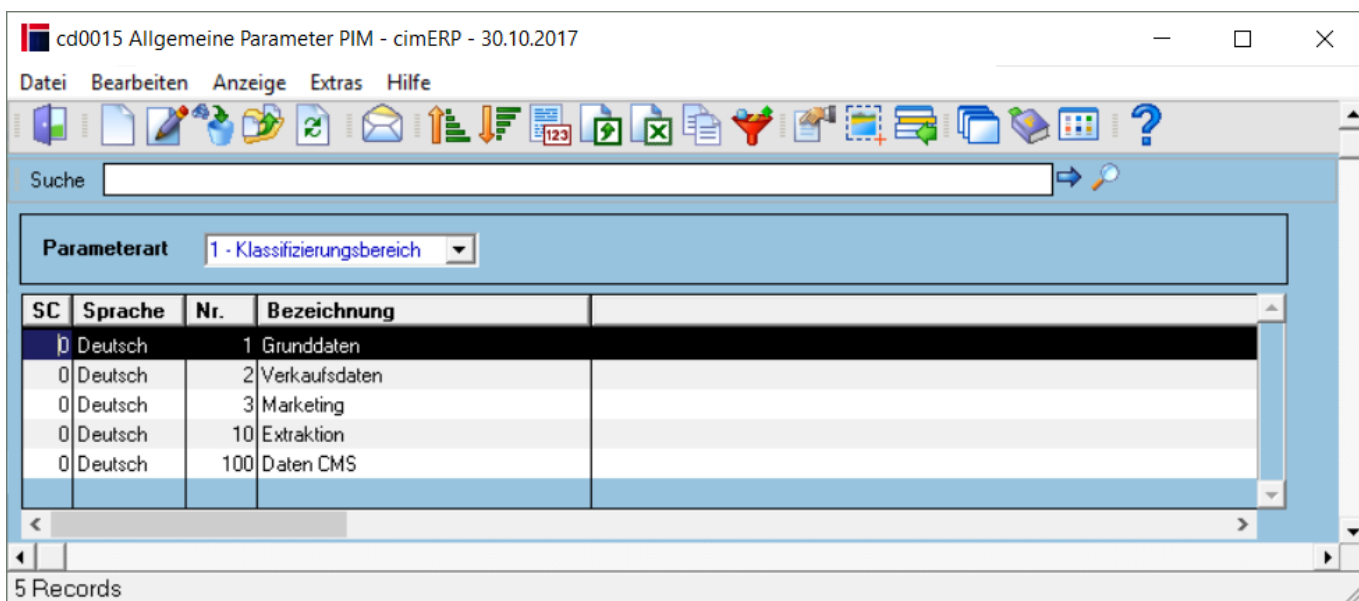 cd0015 Allgemeine Parameter PIM - cimERP - 30.10.2017
Datei Bearbeiten Anzeige Extras Hilfe
123
Suche
Parameterart 1 - Klassifizierungsbereich
SC Sprache Nr. Bezeichnung
0 Deutsch 1 Grunddaten
0 Deutsch 2 Verkaufsdaten
0 Deutsch 3 Marketing
0 Deutsch 10 Extraktion
0 Deutsch 100 Daten CMS
5 Records